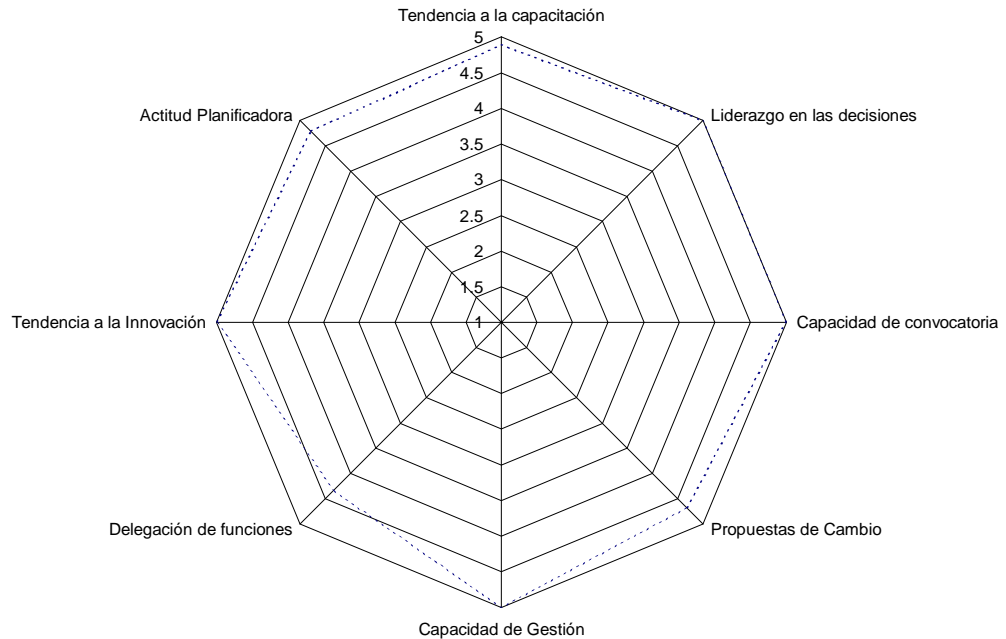 Tendencia a la capacitación
5
4.5
4
3.5
3
2.5
2
1.5
1
Actitud Planificadora
Liderazgo en las decisiones
Tendencia a la Innovación
Capacidad de convocatoria
Delegación de funciones
Propuestas de Cambio
Capacidad de Gestión